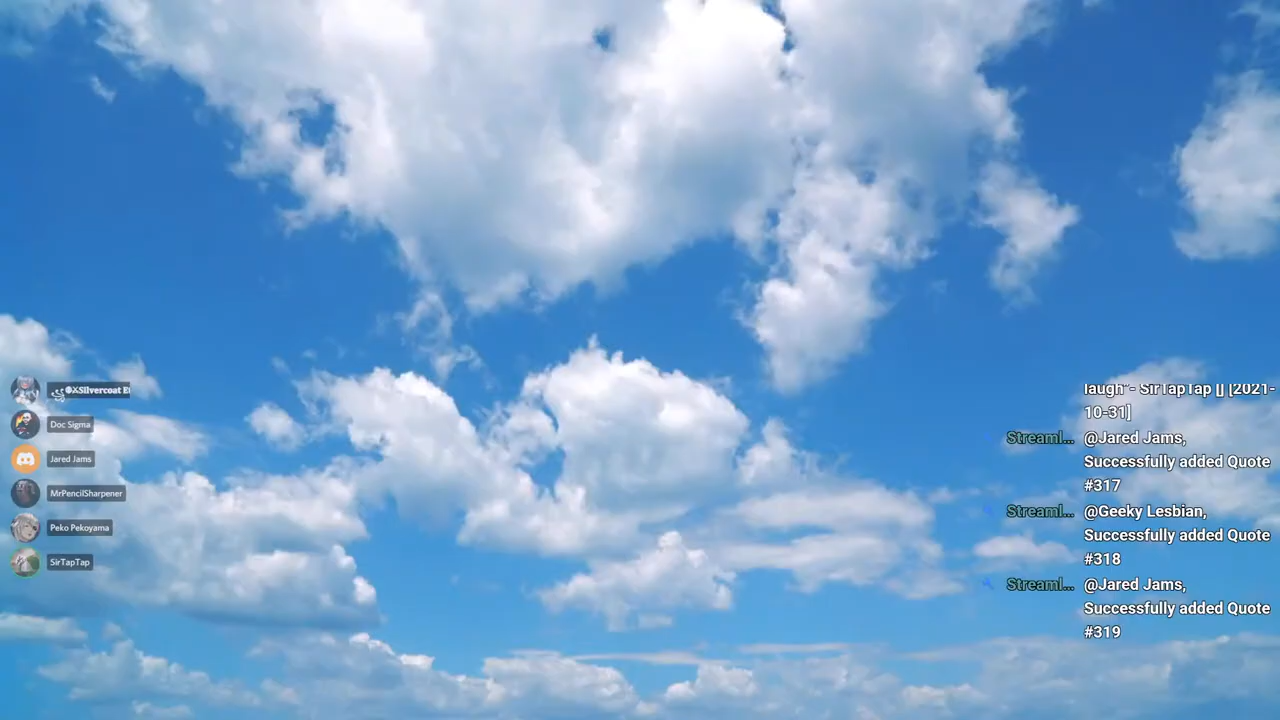 Silvercoat
Doc Sigma
Jared Jams
MrPencilSharpener
Peko Pekoyama
SirTapTap
laugh"- SirTapTap [] [2021-
10-31]
Streaml... @Jared Jams,
Successfully added Quote
#317
Streaml... @Geeky Lesbian,
Successfully added Quote
#318
Streaml... @Jared Jams,
Successfully added Quote
#319